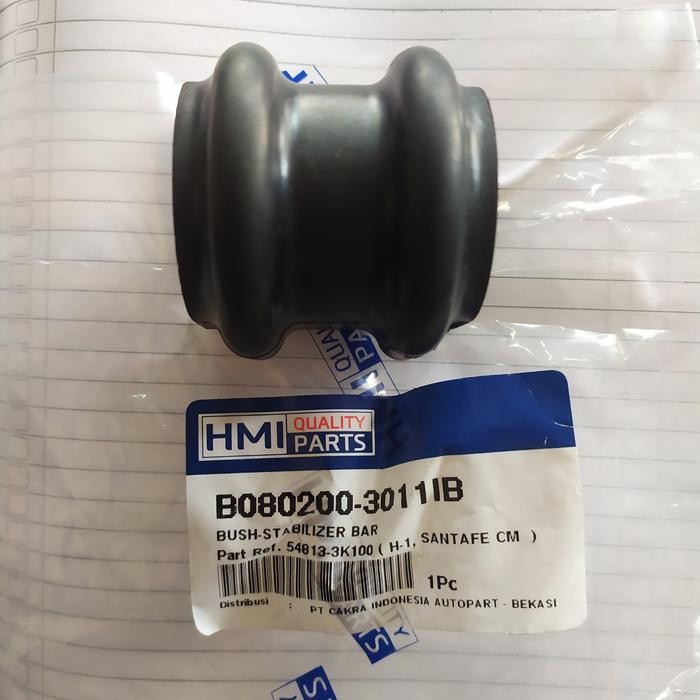 HMI QUALITY PARTS
B080200-30111B
BUSH-STABILIZER BAR
Part Ref. 54813-3K100 ( H-1, SANTAFE CM )
1Pc
Distribusi : PT CAKRA INDONESIA AUTOPART - BEKASI